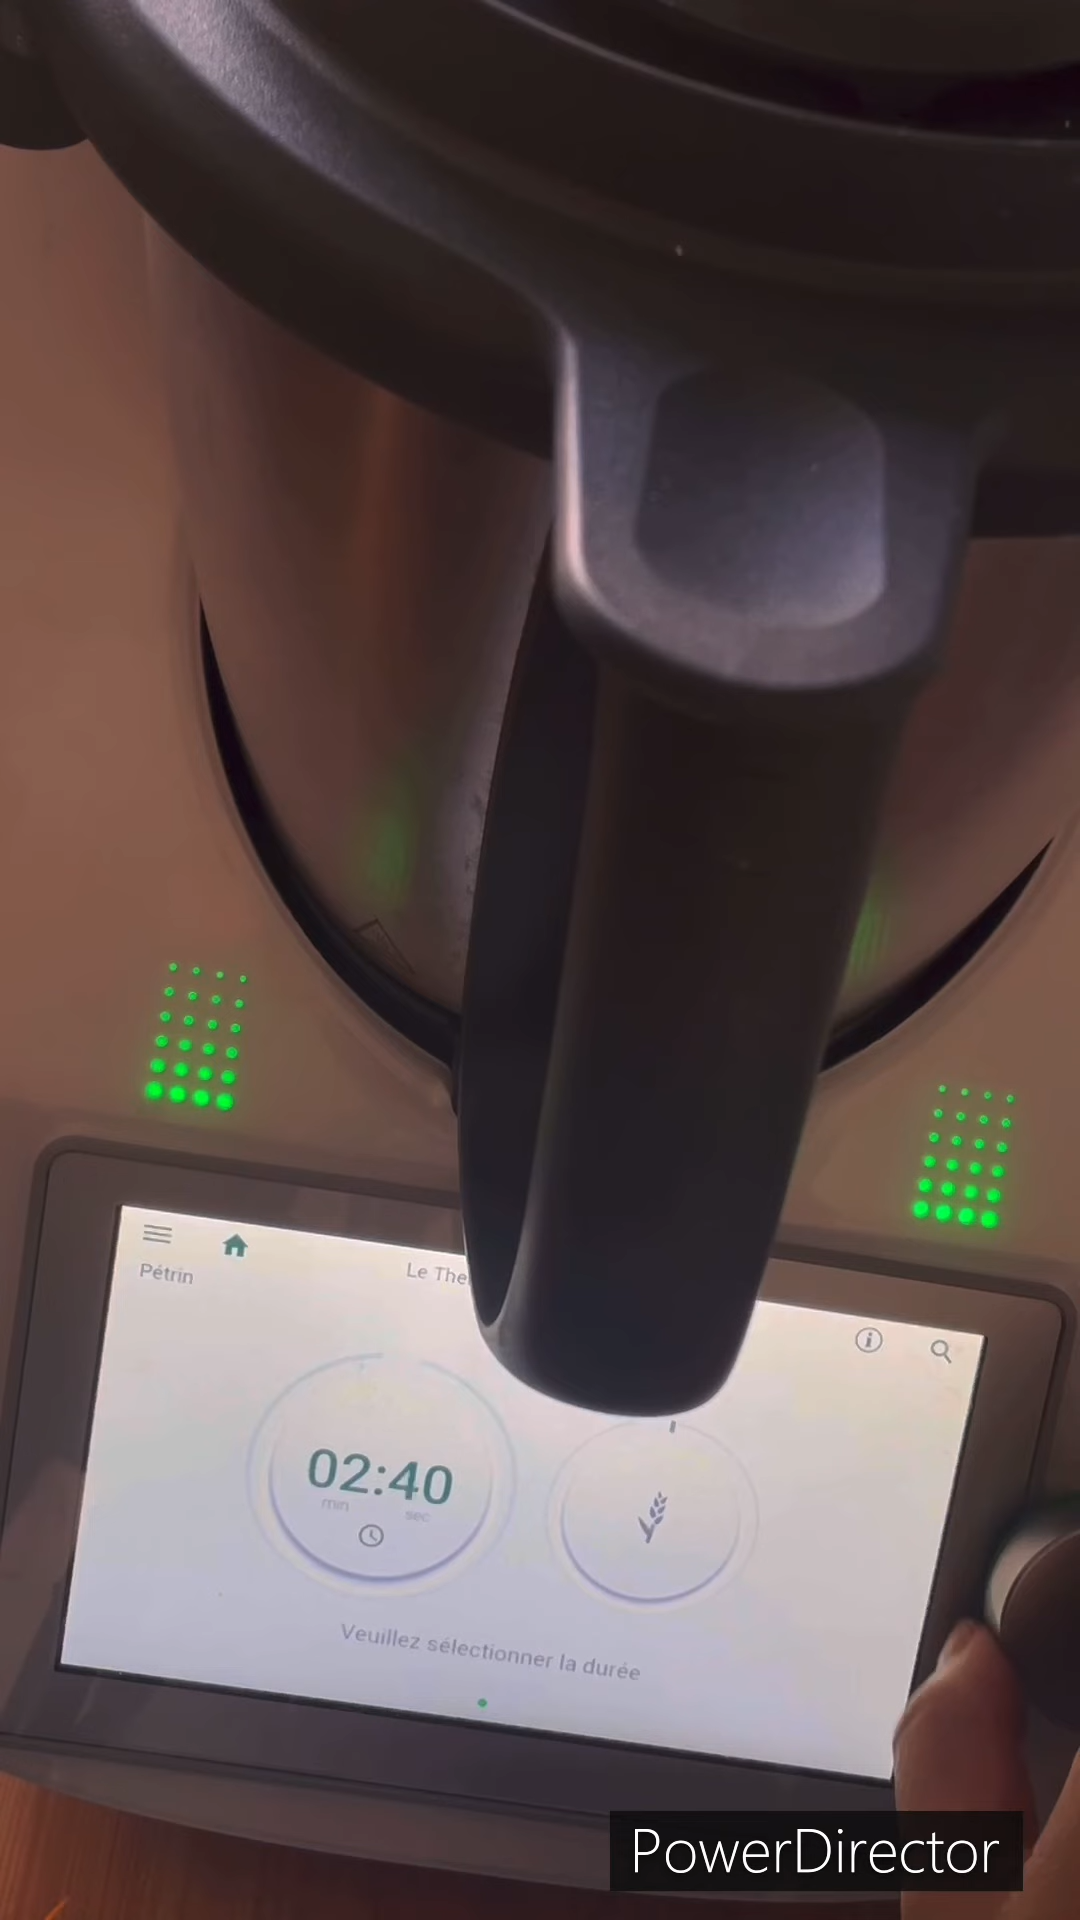 Pétrin
Le The
02:40
min sec
Veuillez sélectionner la durée
PowerDirector